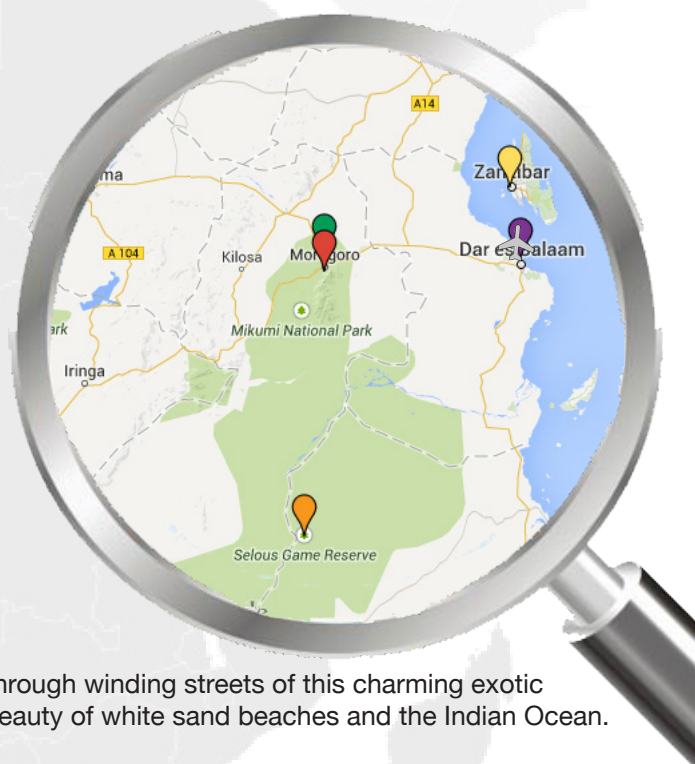 A14
ma
Zanzibar
A 104
Kilosa
Morogoro
Dar es Salaam
ark
Mikumi National Park
Iringa
Selous Game Reserve
hrough winding streets of this charming exotic
eauty of white sand beaches and the Indian Ocean.